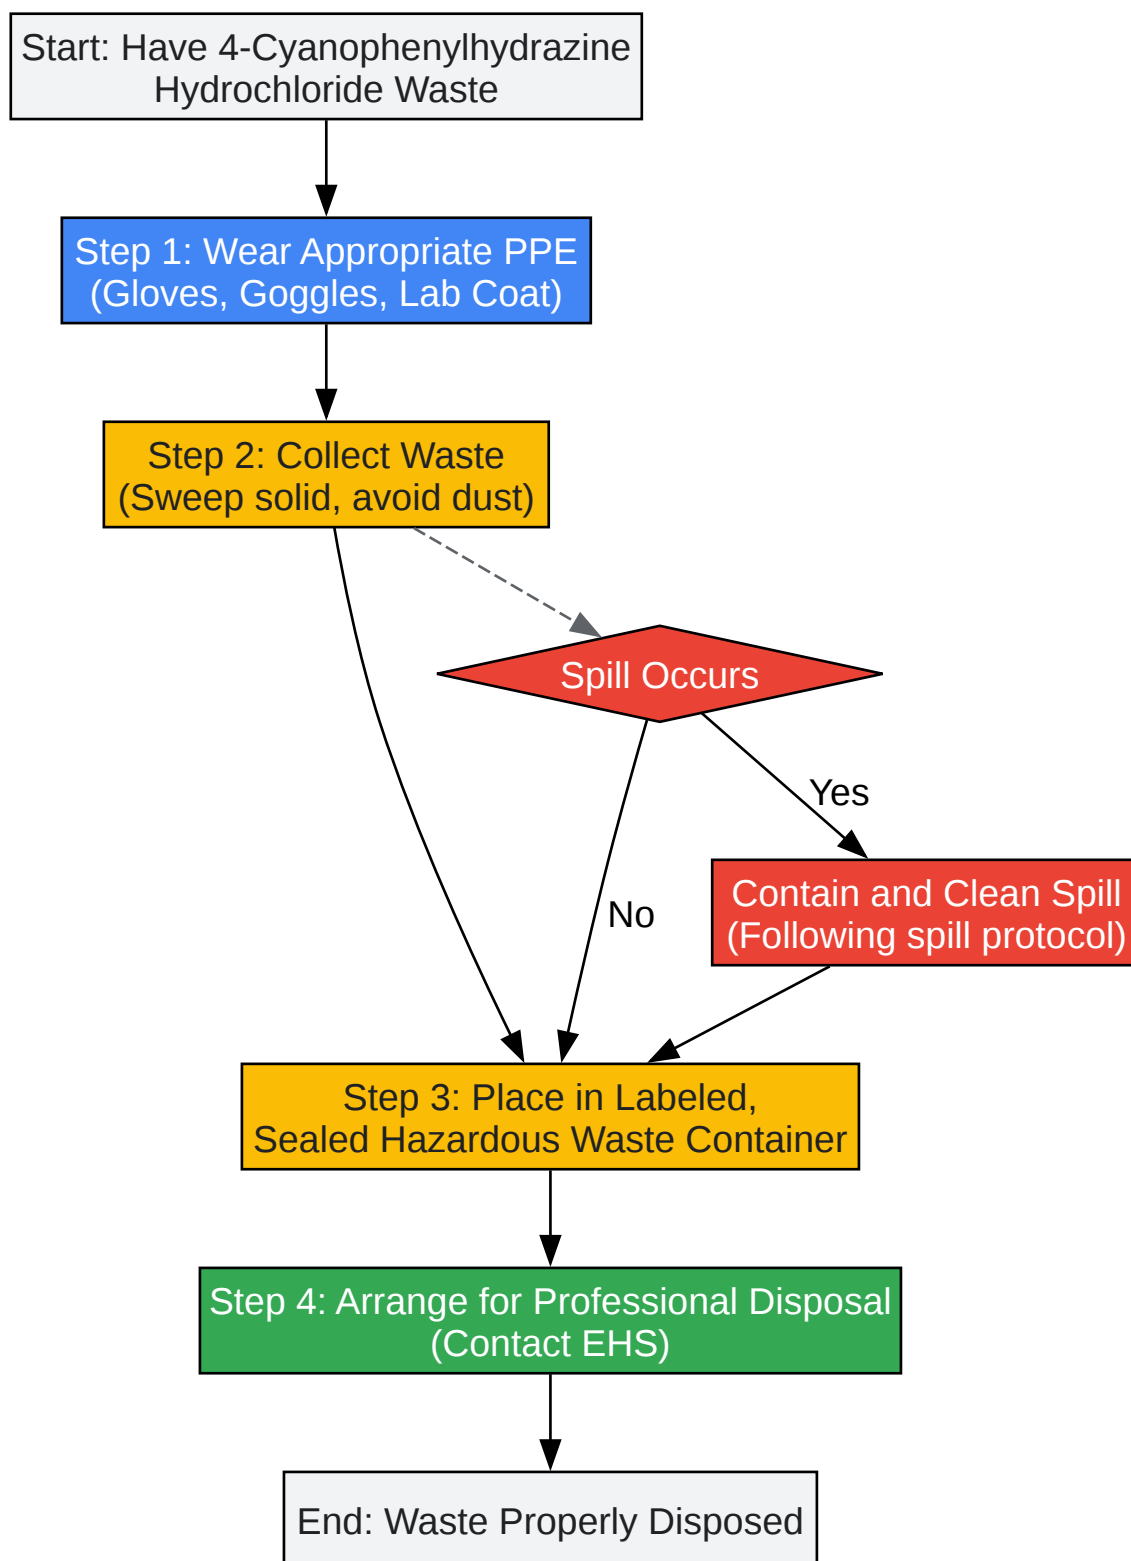 Start: Have 4-Cyanophenylhydrazine
Hydrochloride Waste
Step 1: Wear Appropriate PPE
(Gloves, Goggles, Lab Coat)
Step 2: Collect Waste
(Sweep solid, avoid dust)
Spill Occurs
Yes
Contain and Clean Spill
(Following spill protocol)
No
Step 3: Place in Labeled,
Sealed Hazardous Waste Container
Step 4: Arrange for Professional Disposal
(Contact EHS)
End: Waste Properly Disposed